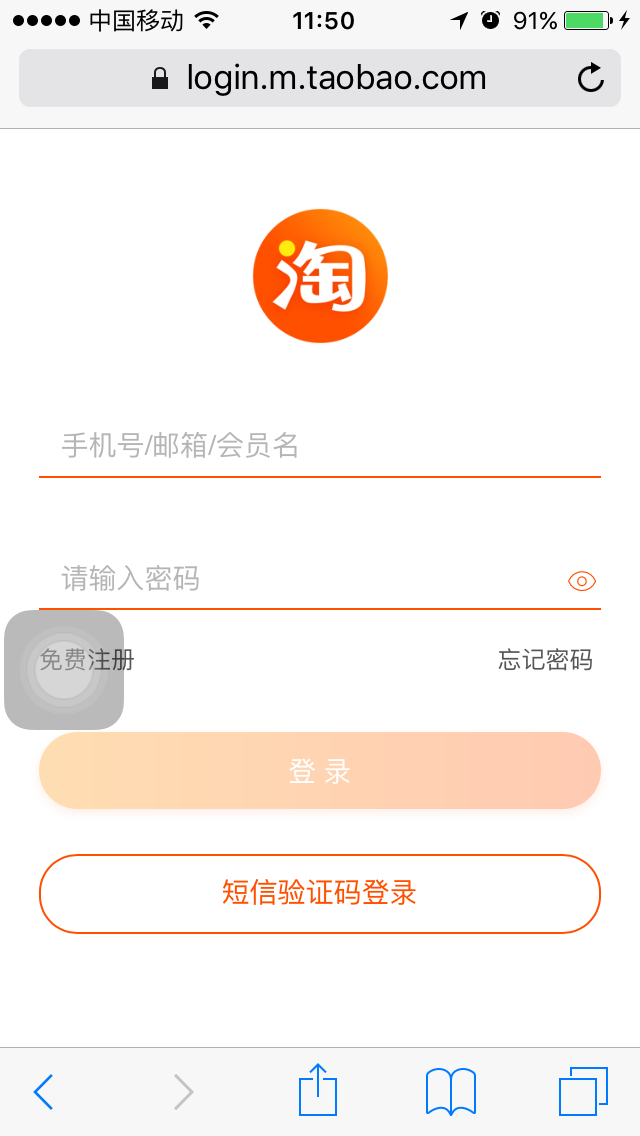 中国移动 11:50 91%
login.m.taobao.com
淘
手机号/邮箱/会员名
请输入密码
免费注册 忘记密码
登 录
短信验证码登录